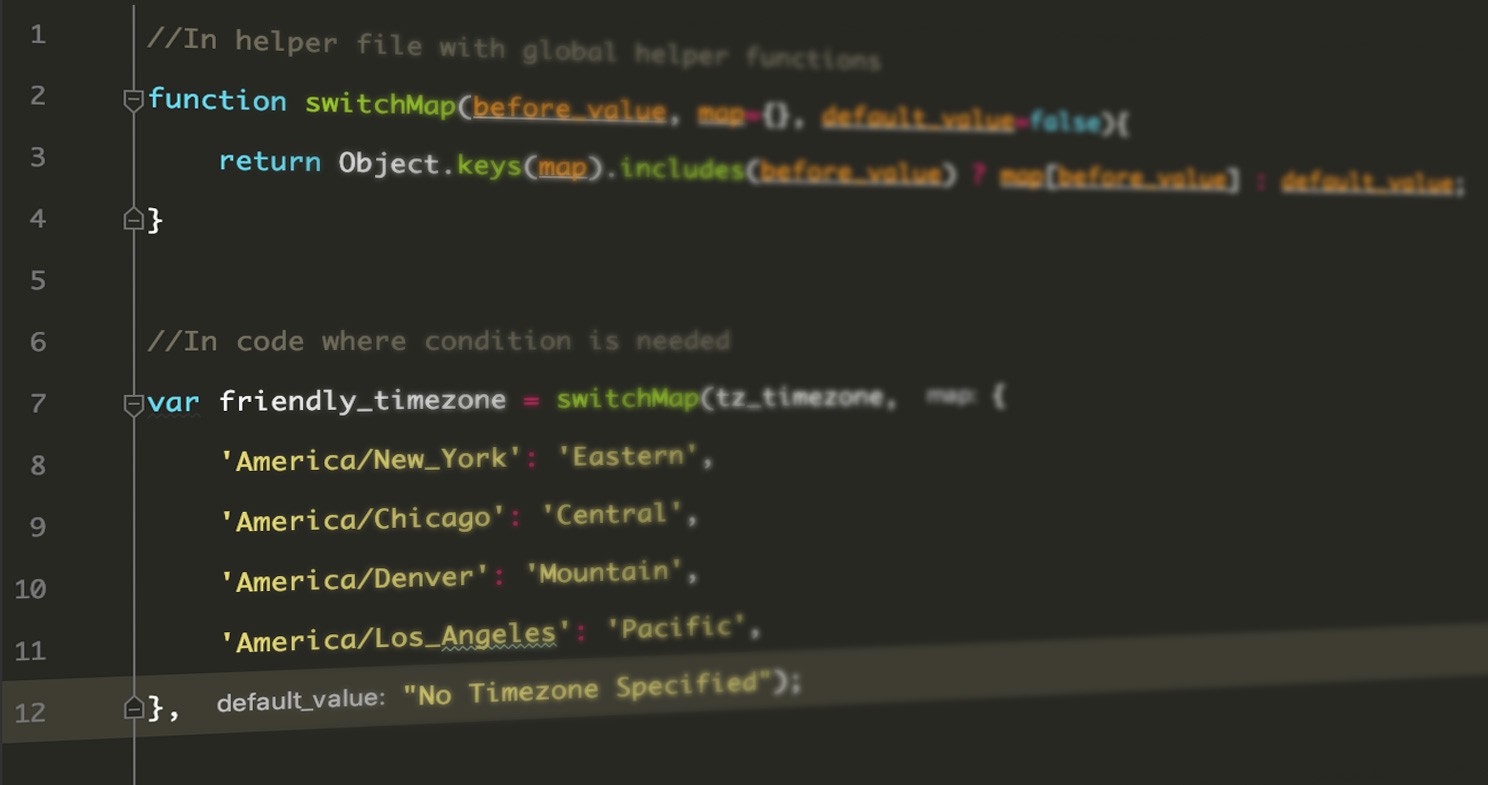 1 //In helper file with global helper functions
2 function switchMap(before_value, map={}, default_value=false){
3 return Object.keys(map).includes(before_value) ? map[before_value] : default_value;
4 }
5
6 //In code where condition is needed
7 var friendly_timezone = switchMap(tz_timezone, map: {
8 'America/New_York': 'Eastern',
9 'America/Chicago': 'Central',
10 'America/Denver': 'Mountain',
11 'America/Los_Angeles': 'Pacific',
12 }, default_value: "No Timezone Specified");